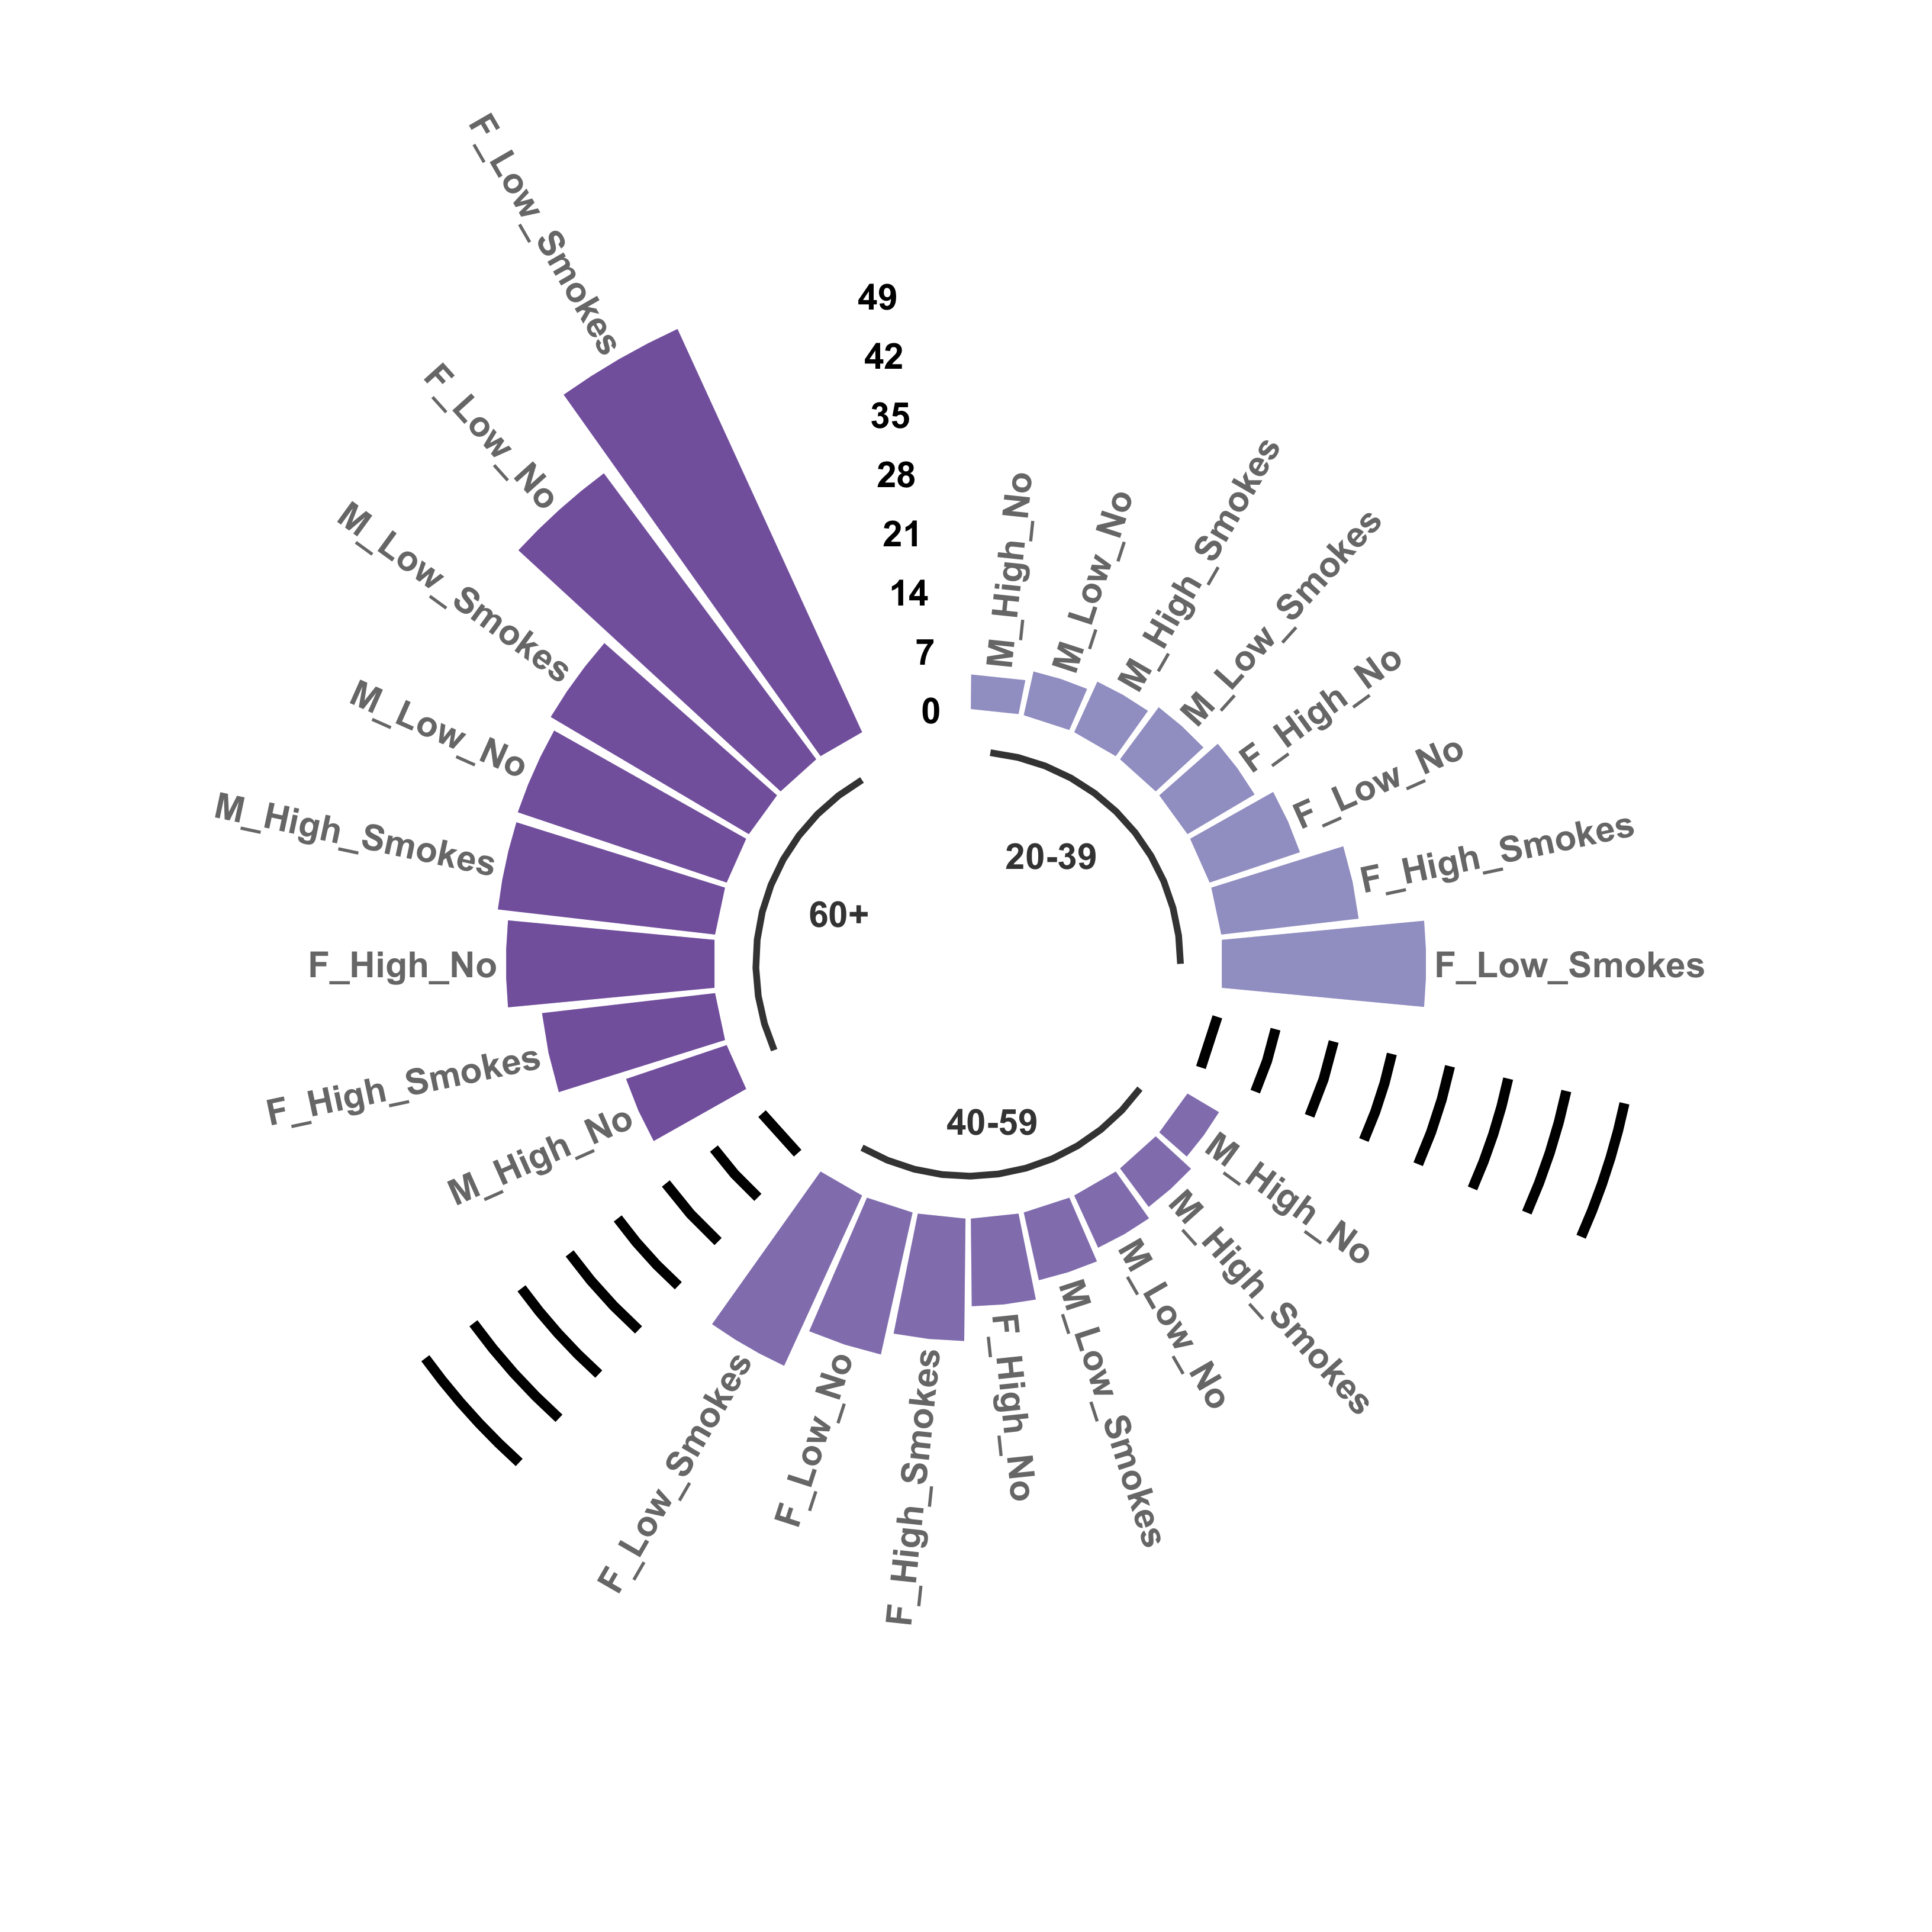 49
42
35
28
21
14
7
0
M_High_No
M_Low_No
M_High_Smokes
M_Low_Smokes
F_High_No
F_Low_No
F_High_Smokes
F_Low_Smokes
M_High_No
M_High_Smokes
M_Low_No
M_Low_Smokes
F_High_No
F_High_Smokes
F_Low_No
F_Low_Smokes
M_High_No
F_High_Smokes
F_High_No
M_High_Smokes
M_Low_No
M_Low_Smokes
F_Low_No
F_Low_Smokes
20-39
60+
40-59